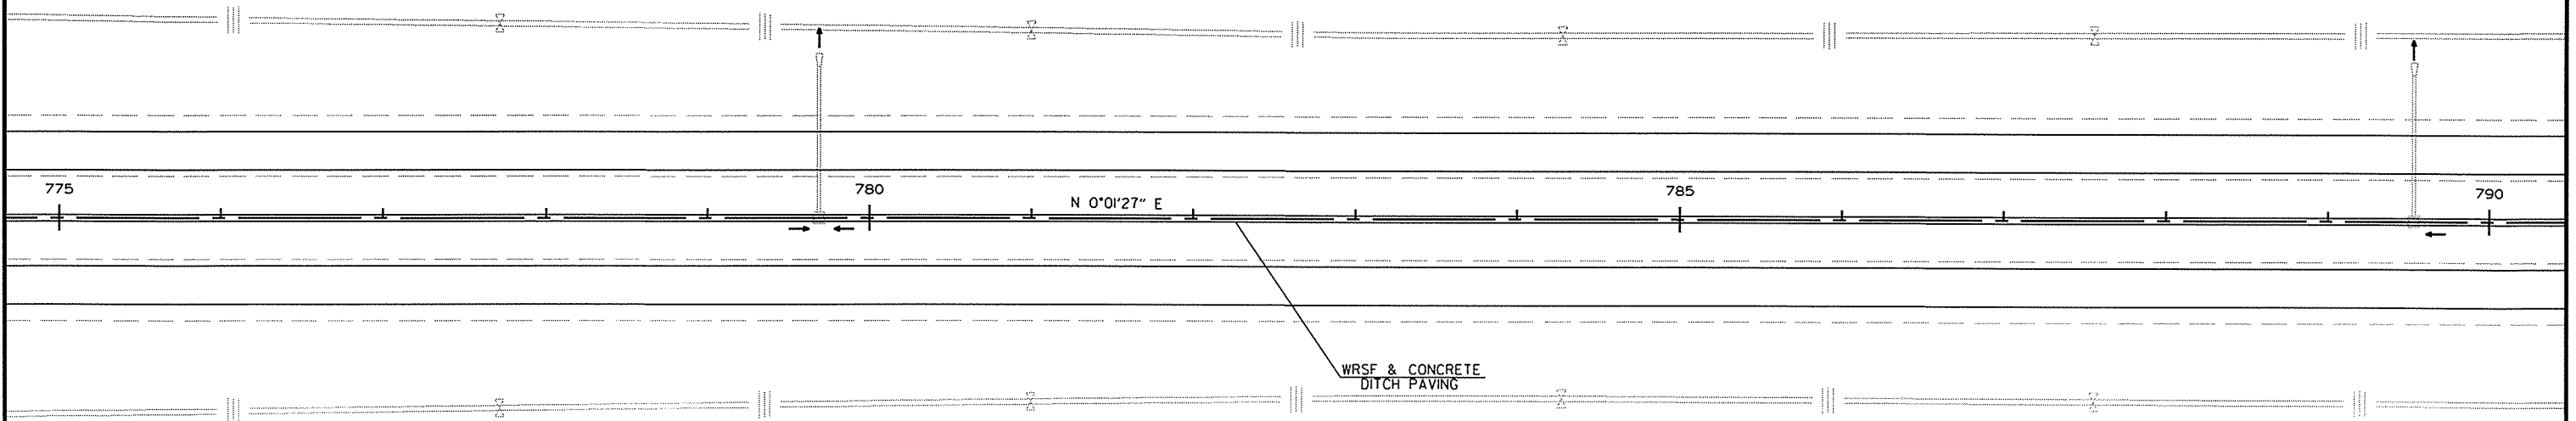 775
780
785
790
N 0°01'27" E
WRSF & CONCRETE
DITCH PAVING